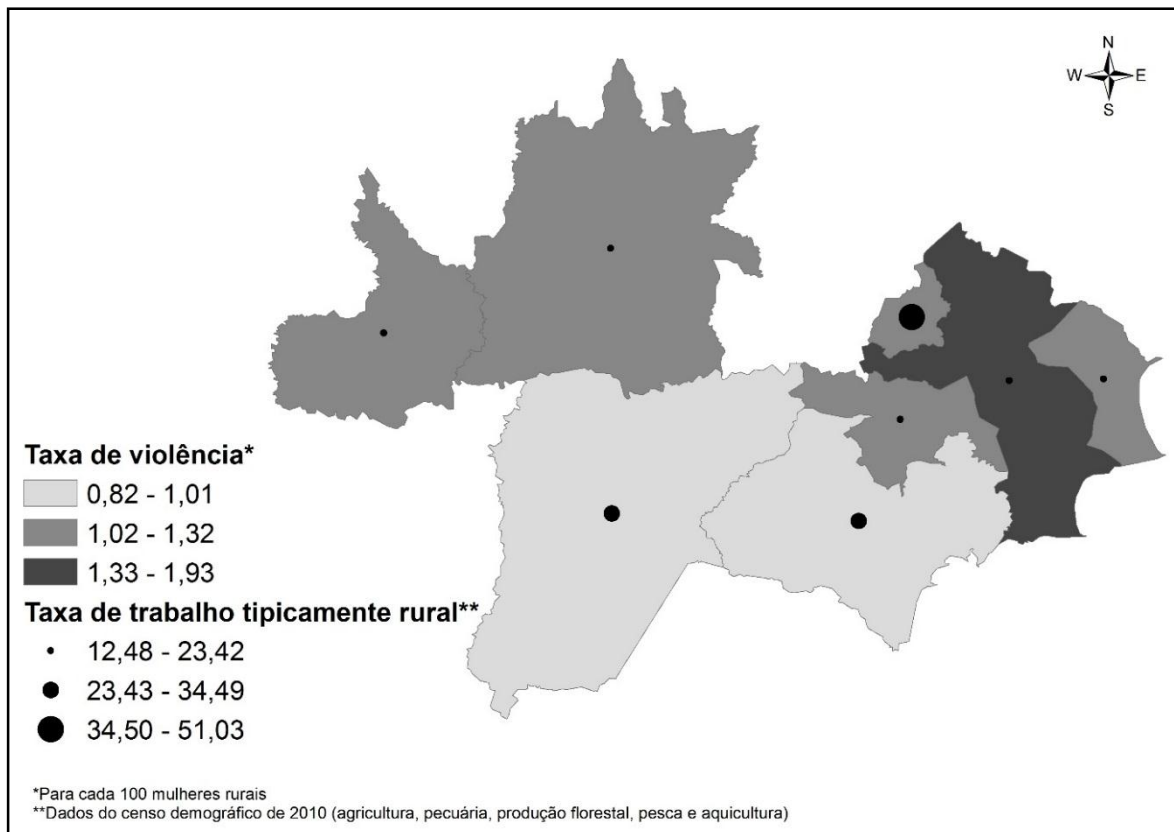 N
W E
S
Taxa de violência*
0,82 - 1,01
1,02 - 1,32
1,33 - 1,93
Taxa de trabalho tipicamente rural**
12,48 - 23,42
23,43 - 34,49
34,50 - 51,03
*Para cada 100 mulheres rurais
**Dados do censo demográfico de 2010 (agricultura, pecuária, produção florestal, pesca e aquicultura)